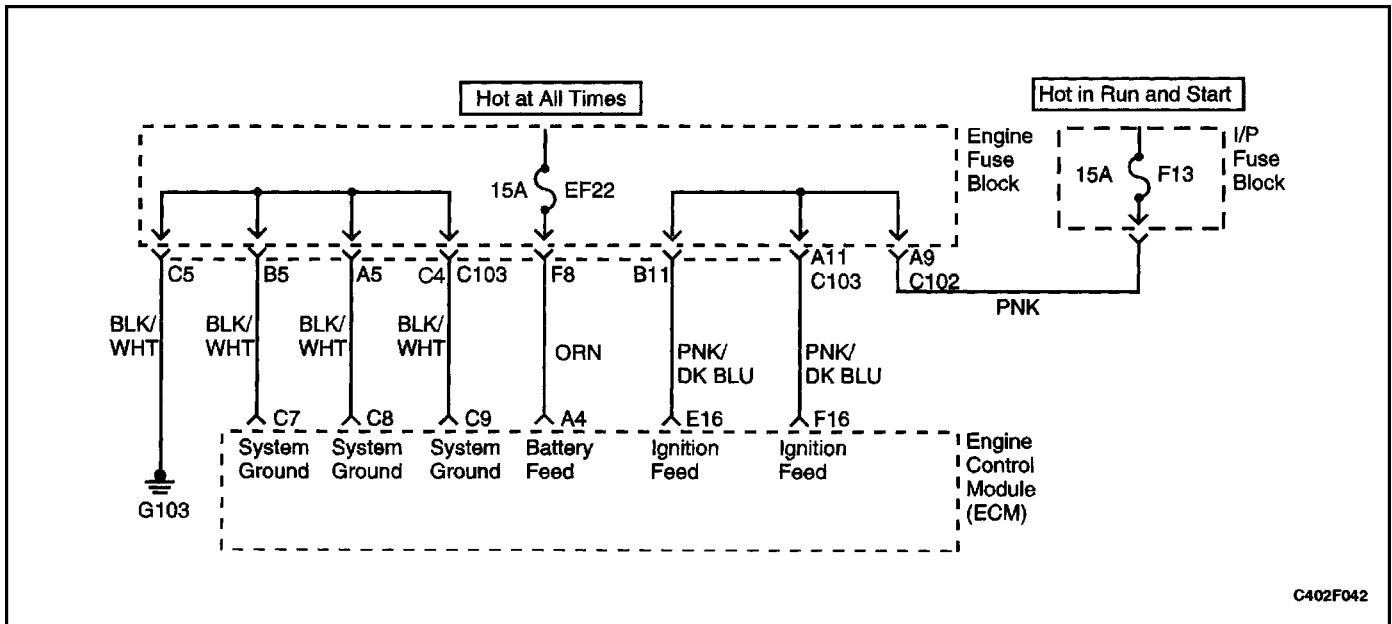 Hot at All Times
Hot in Run and Start
Engine
Fuse
Block
I/P
Fuse
Block
15A
EF22
15A
F13
C5
B5
A5
C4
C103
F8
B11
A11
C103
A9
C102
PNK
BLK/
WHT
BLK/
WHT
BLK/
WHT
BLK/
WHT
ORN
PNK/
DK BLU
PNK/
DK BLU
C7
C8
C9
A4
E16
F16
System
Ground
System
Ground
System
Ground
Battery
Feed
Ignition
Feed
Ignition
Feed
Engine
Control
Module
(ECM)
G103
C402F042